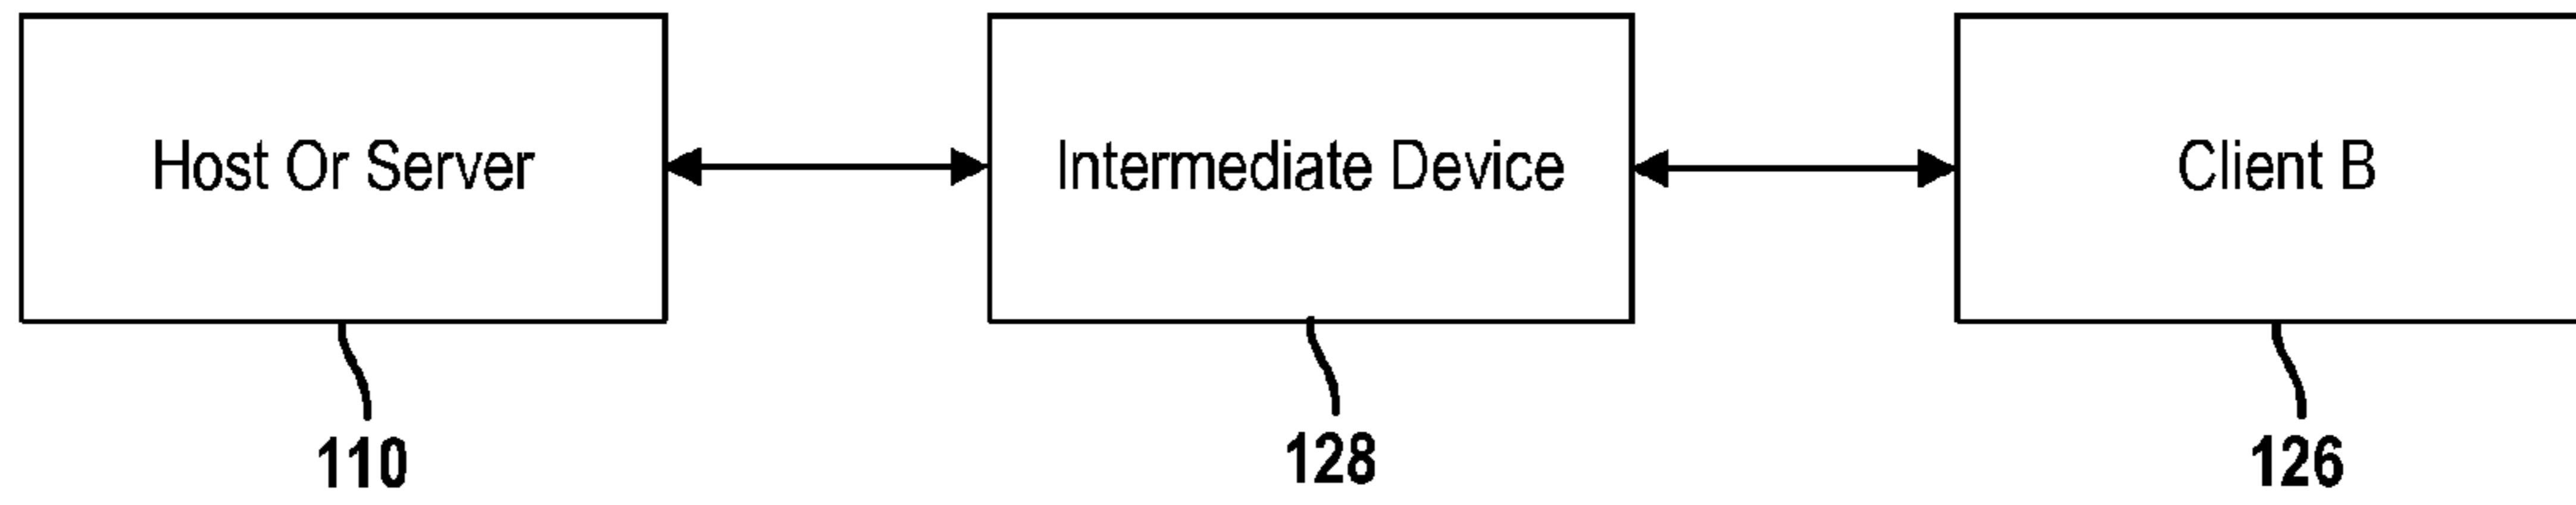 Host Or Server
Intermediate Device
Client B
110
128
126